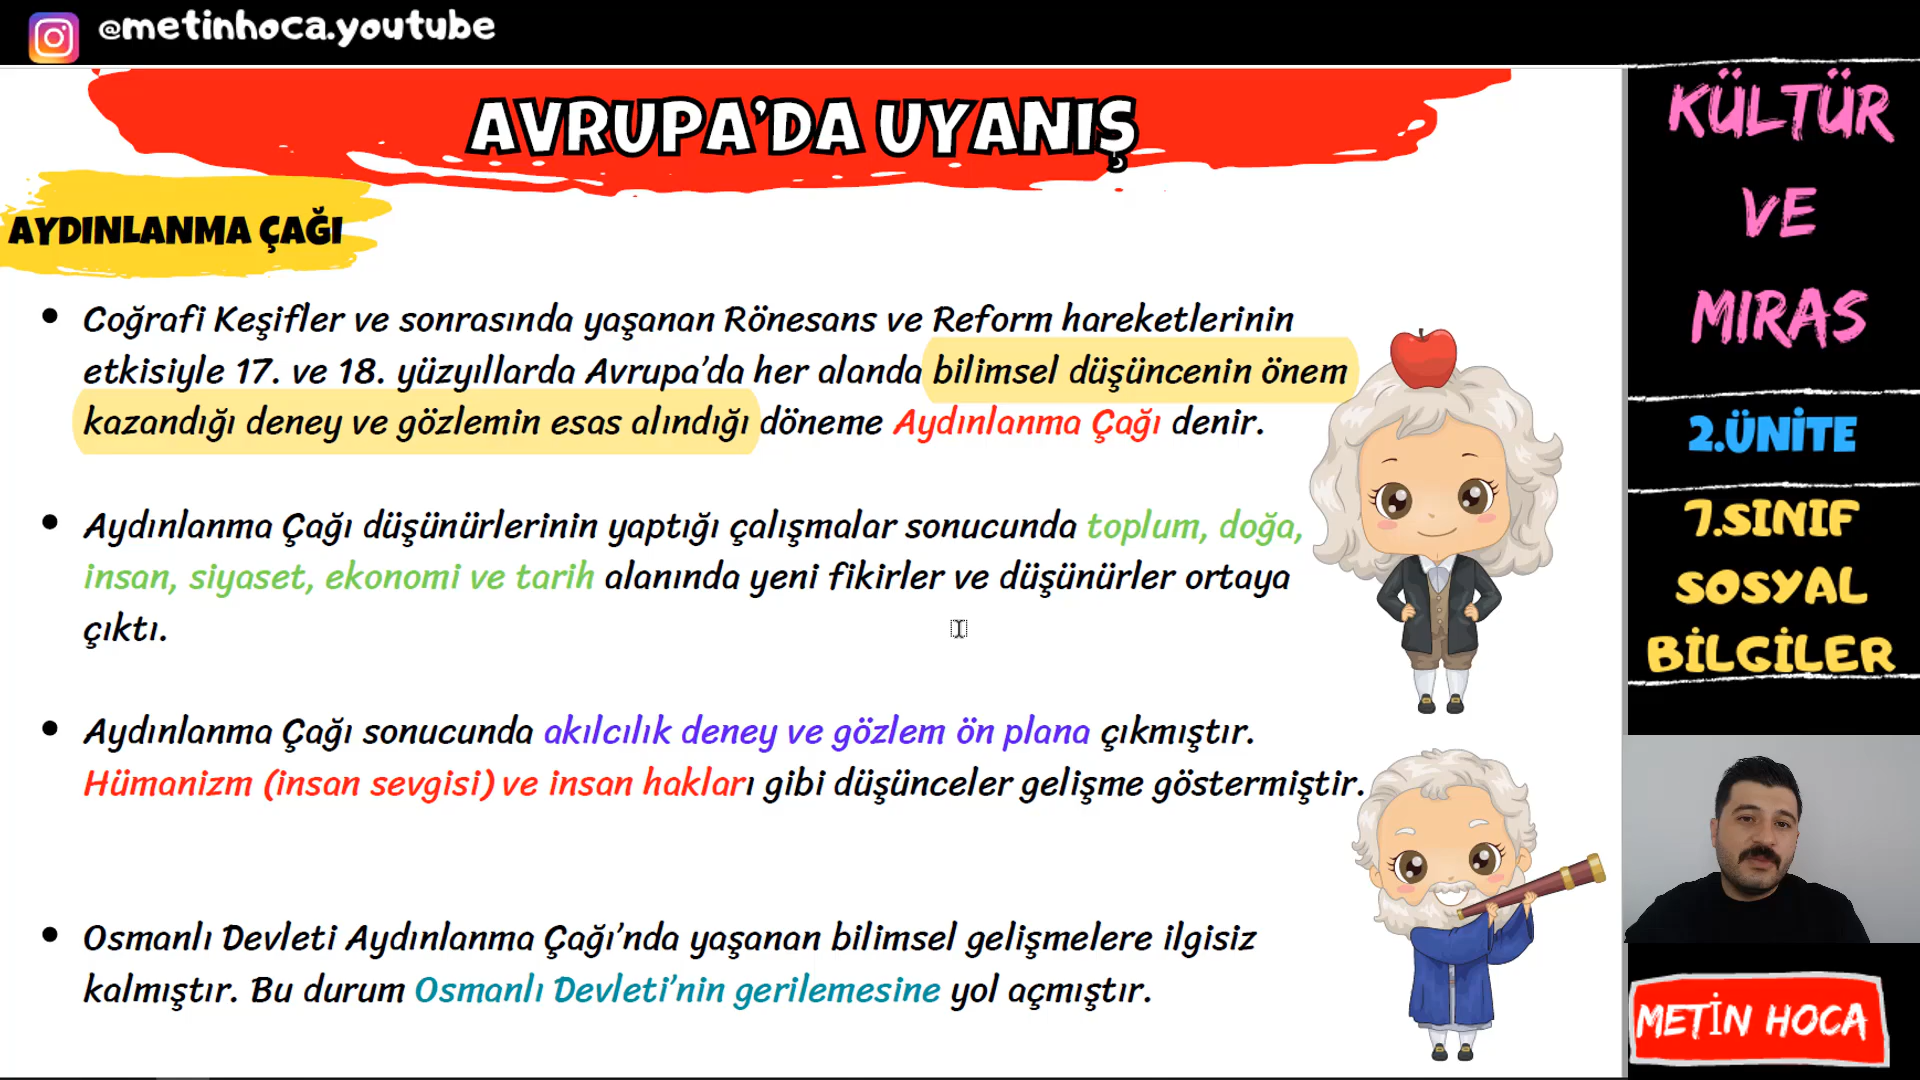 @metinhoca.youtube
AVRUPA'DA UYANIŞ
AYDINLANMA ÇAĞI
• Coğrafi Keşifler ve sonrasında yaşanan Rönesans ve Reform hareketlerinin
etkisiyle 17. ve 18. yüzyıllarda Avrupa'da her alanda bilimsel düşüncenin önem
kazandığı deney ve gözlemin esas alındığı döneme Aydınlanma Çağı denir.
• Aydınlanma Çağı düşünürlerinin yaptığı çalışmalar sonucunda toplum, doğa,
insan, siyaset, ekonomi ve tarih alanında yeni fikirler ve düşünürler ortaya
çıktı.
• Aydınlanma Çağı sonucunda akılcılık deney ve gözlem ön plana çıkmıştır.
Hümanizm (insan sevgisi) ve insan hakları gibi düşünceler gelişme göstermiştir.
• Osmanlı Devleti Aydınlanma Çağı'nda yaşanan bilimsel gelişmelere ilgisiz
kalmıştır. Bu durum Osmanlı Devleti'nin gerilemesine yol açmıştır.
KÜLTÜR
VE
MIRAS
2.ÜNİTE
7.SINIF
SOSYAL
BİLGİLER
METİN HOCA